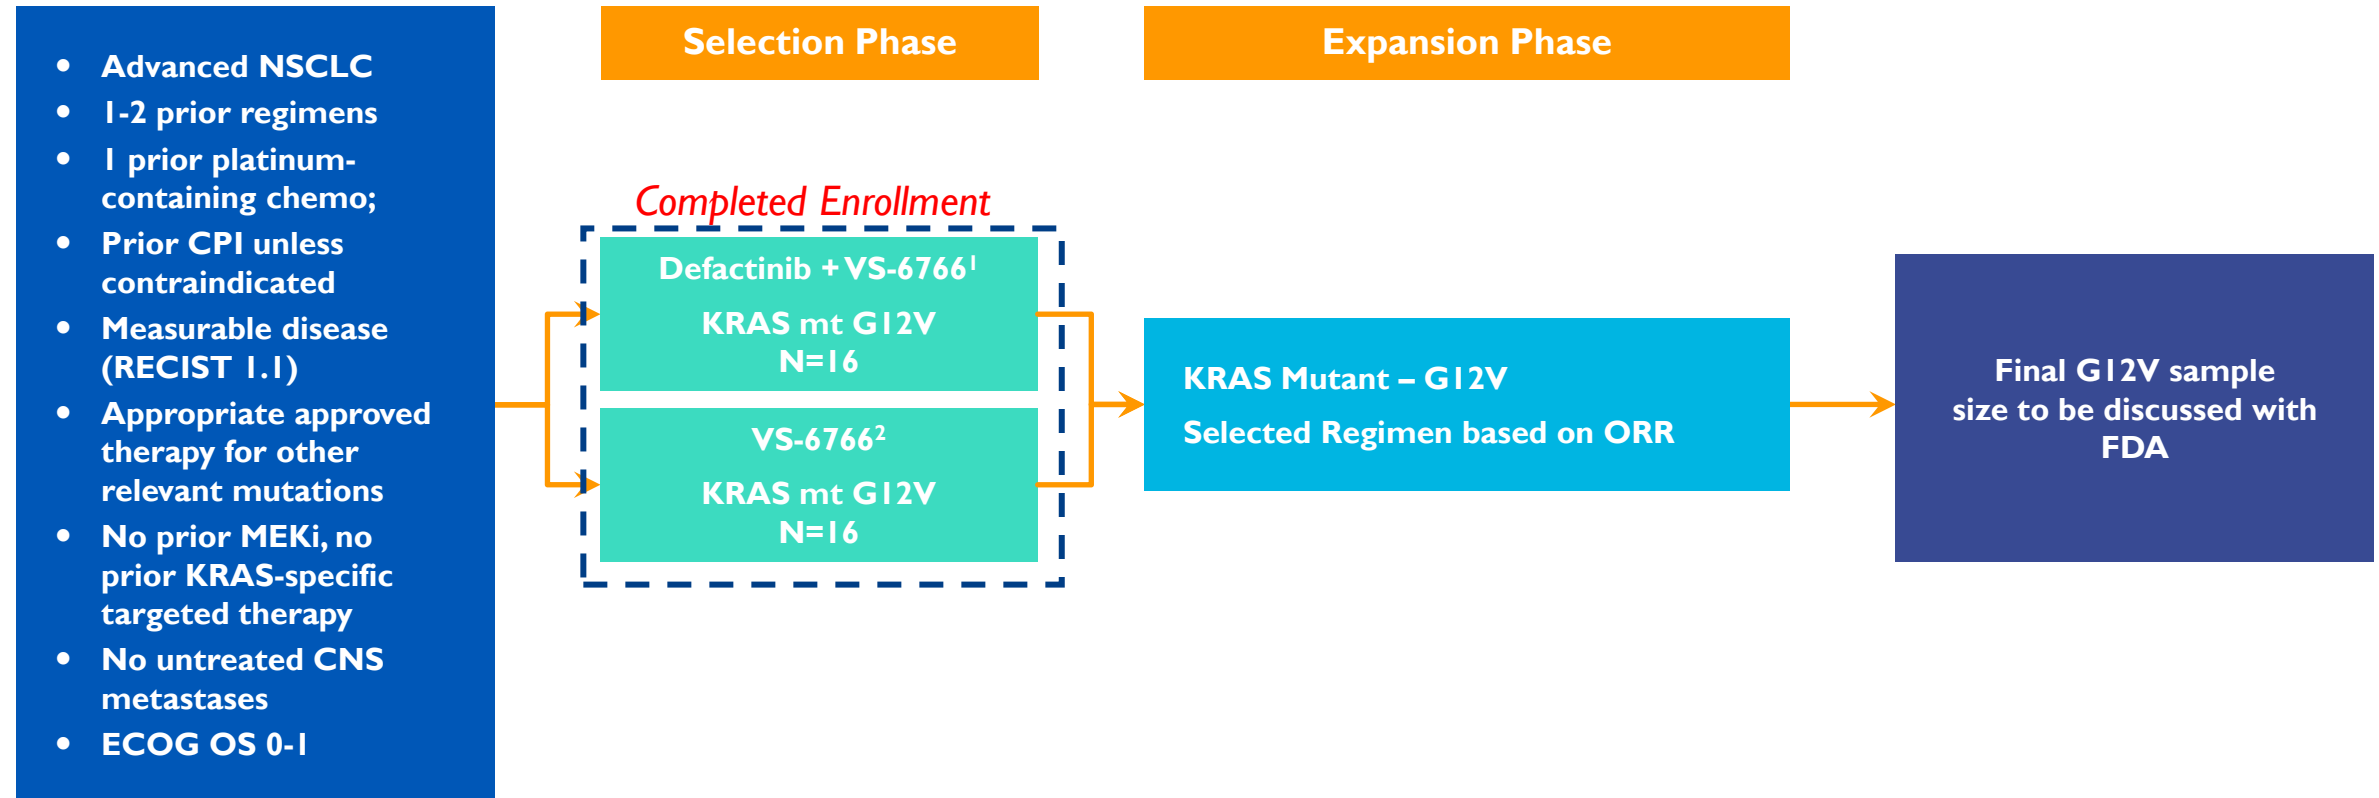 • Advanced NSCLC
• 1-2 prior regimens
• 1 prior platinum-
containing chemo;
• Prior CPI unless
contraindicated
• Measurable disease
(RECIST 1.1)
• Appropriate approved
therapy for other
relevant mutations
• No prior MEKi, no
prior KRAS-specific
targeted therapy
• No untreated CNS
metastases
• ECOG OS 0-1
Selection Phase
Completed Enrollment
Defactinib + VS-6766¹
KRAS mt G12V
N=16
VS-6766²
KRAS mt G12V
N=16
Expansion Phase
KRAS Mutant – G12V
Selected Regimen based on ORR
Final G12V sample
size to be discussed with
FDA